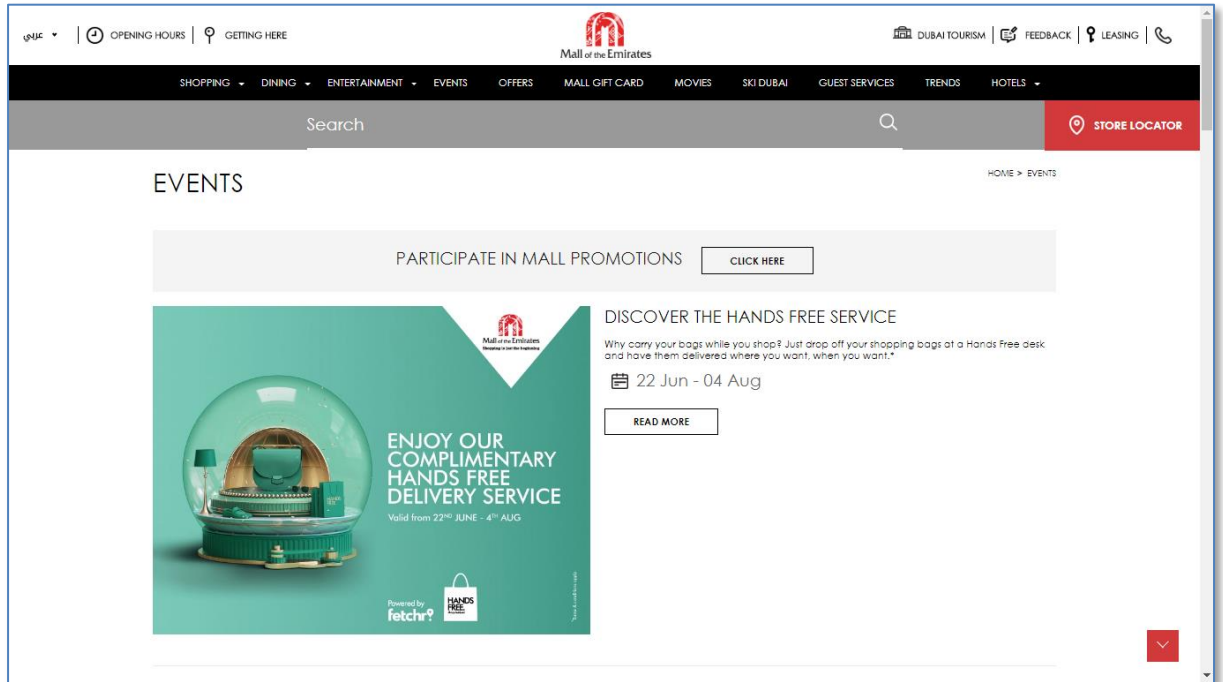 عربي
OPENING HOURS
GETTING HERE
Mall of the Emirates
DUBAI TOURISM
FEEDBACK
LEASING
SHOPPING DINING ENTERTAINMENT EVENTS OFFERS MALL GIFT CARD MOVIES SKI DUBAI GUEST SERVICES TRENDS HOTELS
Search
STORE LOCATOR
EVENTS
HOME > EVENTS
PARTICIPATE IN MALL PROMOTIONS
CLICK HERE
Mall of the Emirates
Shopping is just the beginning
ENJOY OUR
COMPLIMENTARY
HANDS FREE
DELIVERY SERVICE
Valid from 22ND JUNE - 4TH AUG
Powered by
fetchr
HANDS
FREE
DISCOVER THE HANDS FREE SERVICE
Why carry your bags while you shop? Just drop off your shopping bags at a Hands Free desk
and have them delivered where you want, when you want.*
22 Jun - 04 Aug
READ MORE